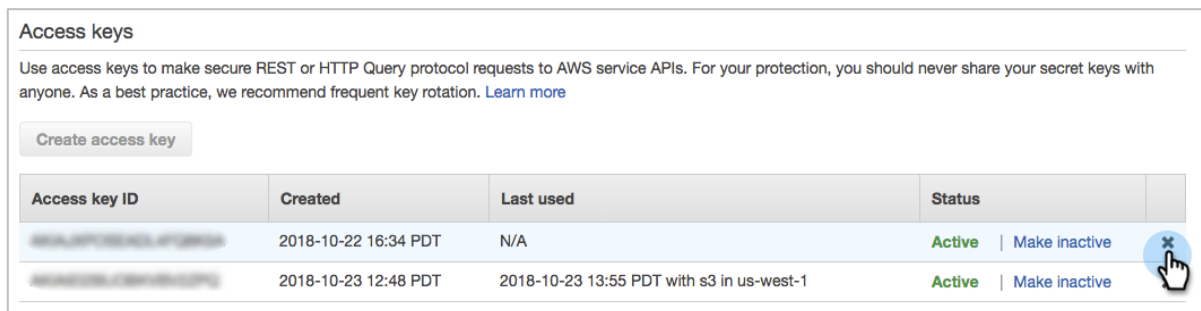 Access keys
Use access keys to make secure REST or HTTP Query protocol requests to AWS service APIs. For your protection, you should never share your secret keys with
anyone. As a best practice, we recommend frequent key rotation. Learn more
Create access key
Access key ID Created Last used Status
2018-10-22 16:34 PDT N/A Active | Make inactive
2018-10-23 12:48 PDT 2018-10-23 13:55 PDT with s3 in us-west-1 Active | Make inactive